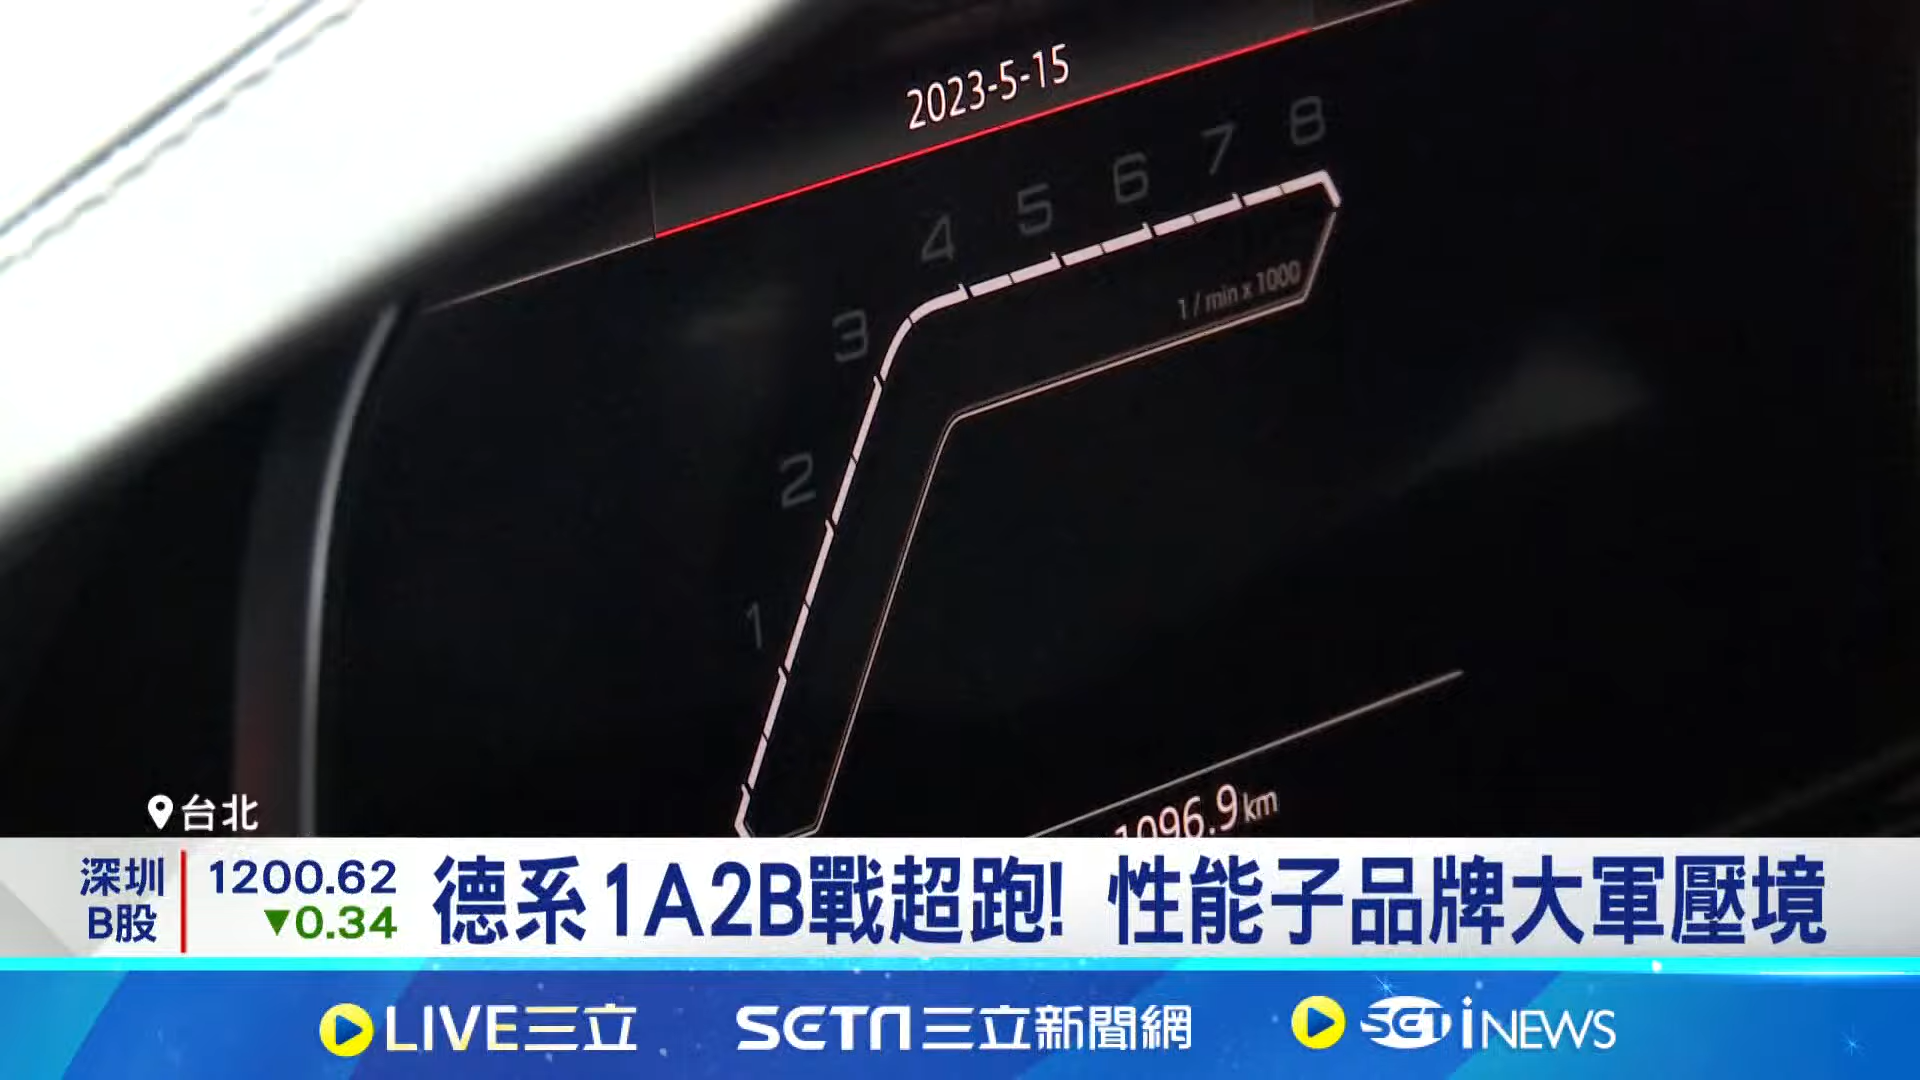 2023-5-15
8
7
6
5
4
3
2
1
1/min x 1000
1096.9 km
台北
深圳
B股
1200.62
▼0.34
德系1A2B戰超跑! 性能子品牌大軍壓境
LIVE三立
SETN三立新聞網
SET iNEWS